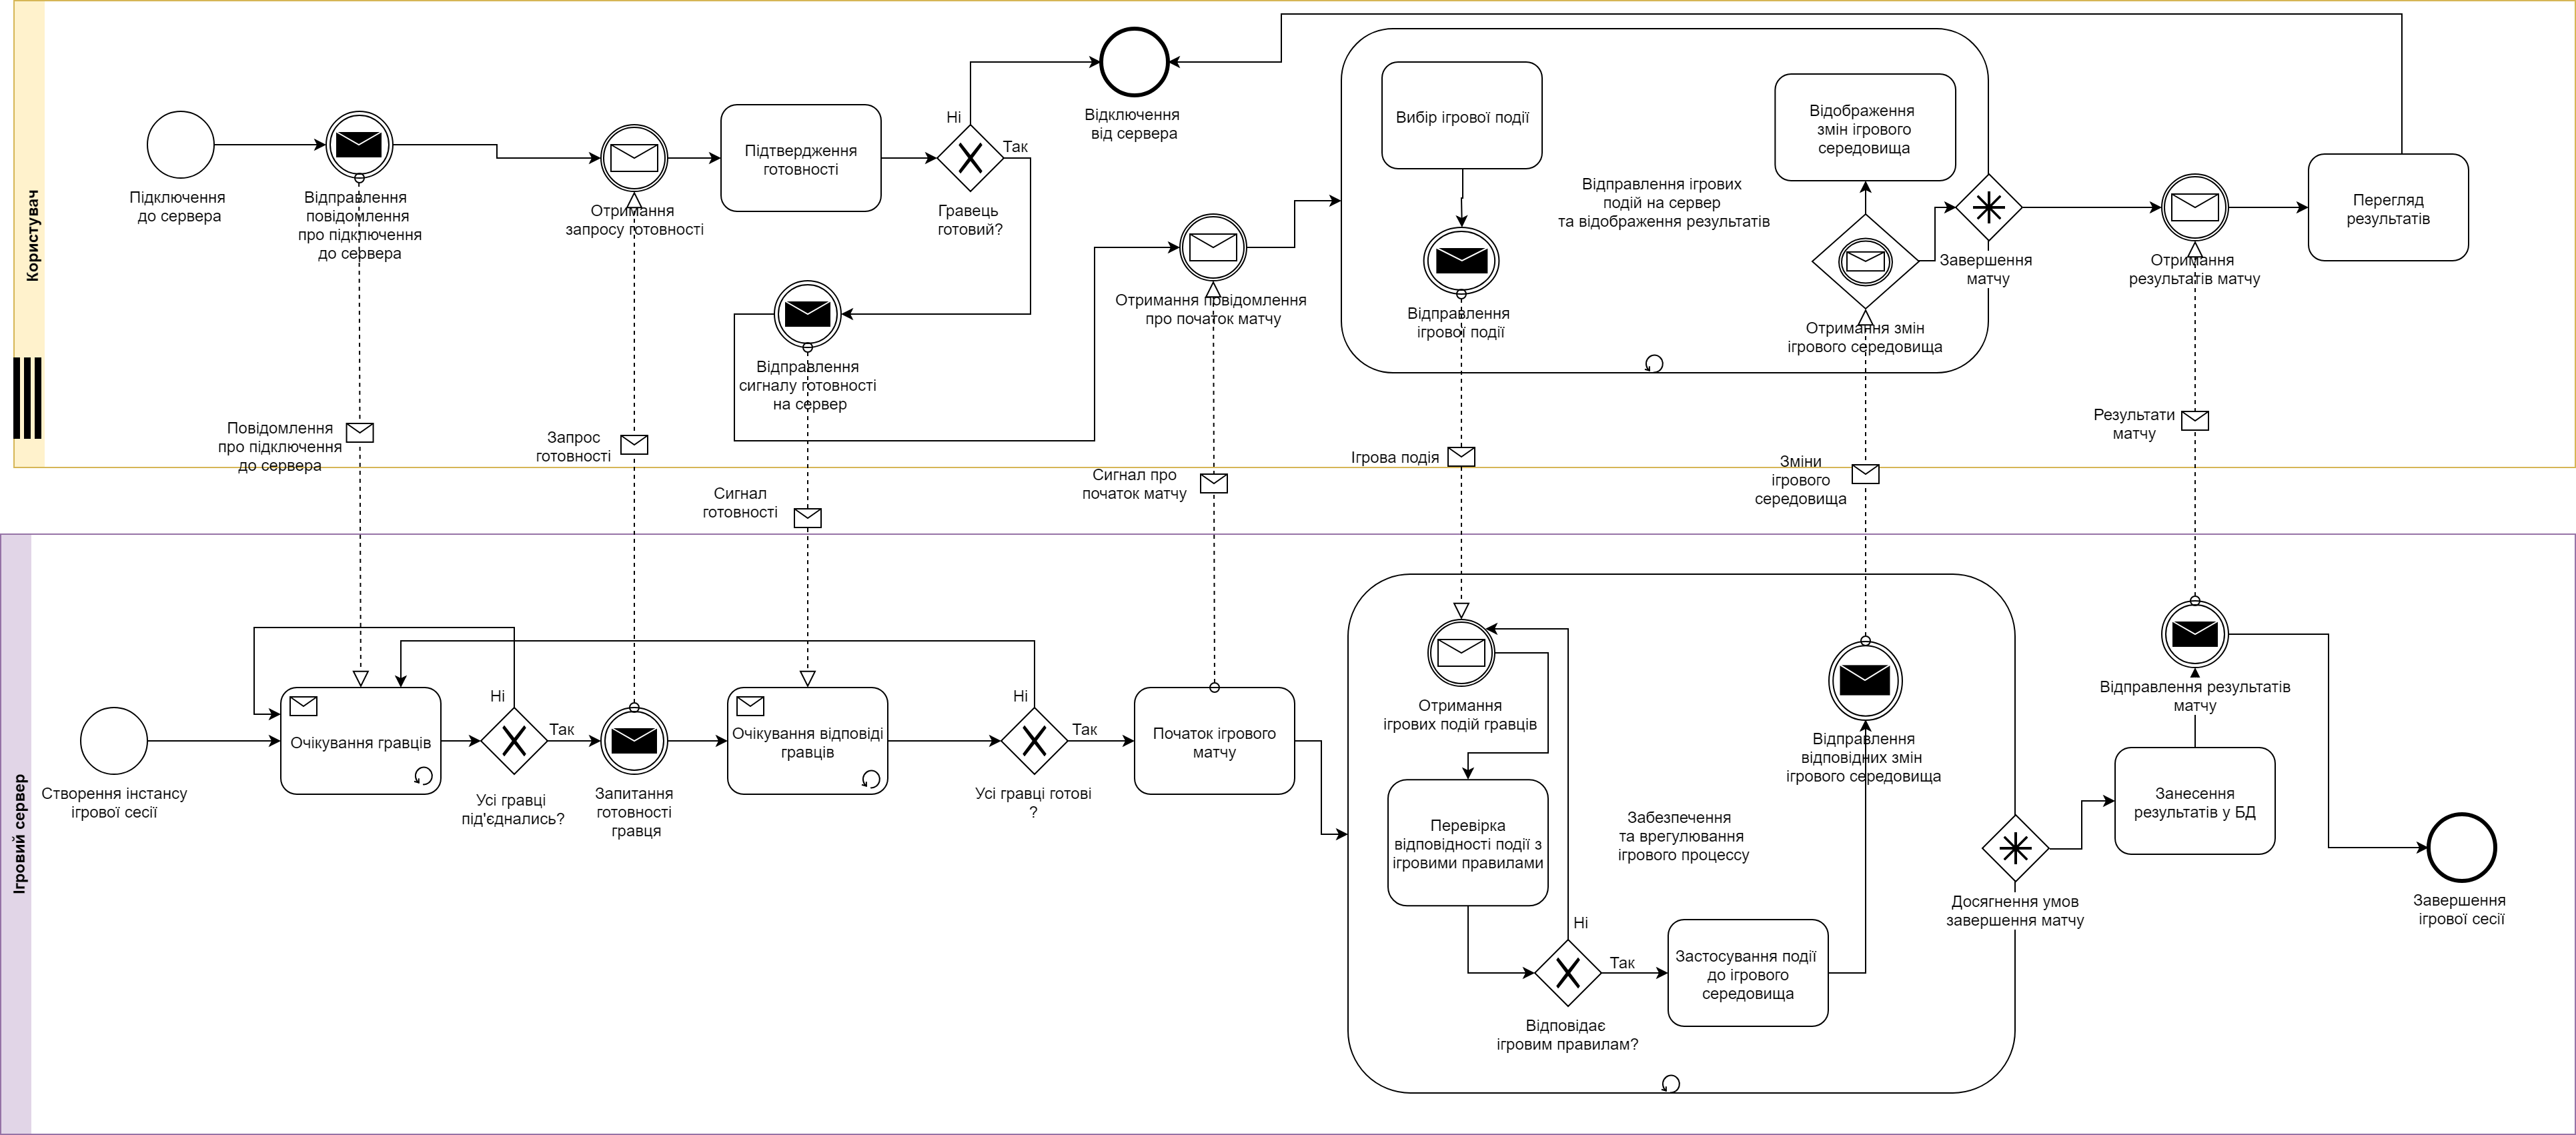 Користувач
Підключення
до сервера
Відправлення
повідомлення
про підключення
до сервера
Отримання
запросу готовності
Підтвердження
готовності
Ні
Так
Гравець
готовий?
Відключення
від сервера
Відправлення
сигналу готовності
на сервер
Отримання повідомлення
про початок матчу
Вибір ігрової події
Відправлення
ігрової події
Відправлення ігрових
подій на сервер
та відображення результатів
Відображення
змін ігрового
середовища
Отримання змін
ігрового середовища
Завершення
матчу
Отримання
результатів матчу
Перегляд
результатів
Повідомлення
про підключення
до сервера
Запрос
готовності
Сигнал
готовності
Сигнал про
початок матчу
Ігрова подія
Зміни
ігрового
середовища
Результати
матчу
Ігровий сервер
Створення інстансу
ігрової сесії
Очікування гравців
Ні
Так
Усі гравці
під'єднались?
Запитання
готовності
гравця
Очікування відповіді
гравців
Ні
Так
Усі гравці готові
?
Початок ігрового
матчу
Отримання
ігрових подій гравців
Перевірка
відповідності події з
ігровими правилами
Ні
Так
Відповідає
ігровим правилам?
Забезпечення
та врегулювання
ігрового процессу
Застосування події
до ігрового
середовища
Відправлення
відповідних змін
ігрового середовища
Досягнення умов
завершення матчу
Занесення
результатів у БД
Відправлення результатів
матчу
Завершення
ігрової сесії